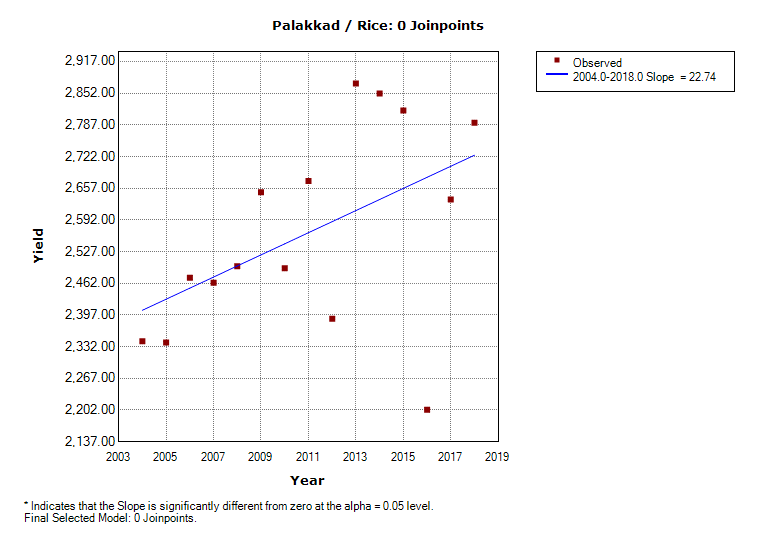 Palakkad / Rice: 0 Joinpoints
2,917.00
2,852.00
2,787.00
2,722.00
2,657.00
2,592.00
2,527.00
2,462.00
2,397.00
2,332.00
2,267.00
2,202.00
2,137.00
Yield
2003 2005 2007 2009 2011 2013 2015 2017 2019
Year
Observed
2004.0-2018.0 Slope = 22.74
* Indicates that the Slope is significantly different from zero at the alpha = 0.05 level.
Final Selected Model: 0 Joinpoints.